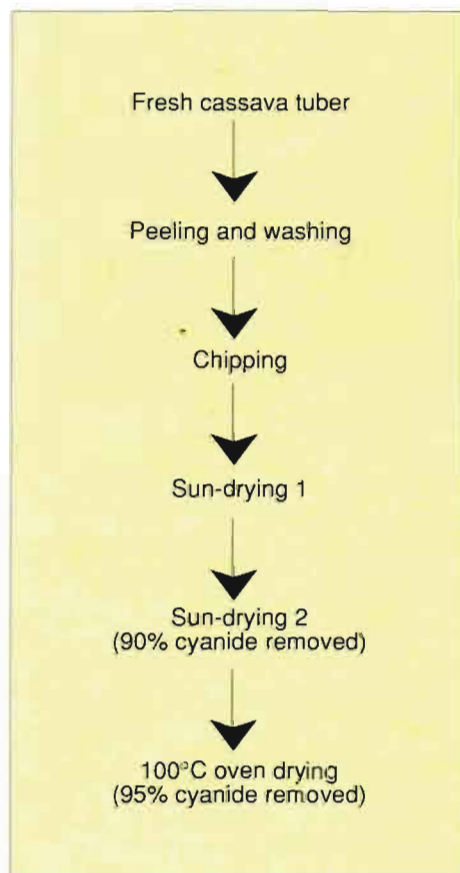 Fresh cassava tuber
Peeling and washing
Chipping
Sun-drying 1
Sun-drying 2
(90% cyanide removed)
100°C oven drying
(95% cyanide removed)